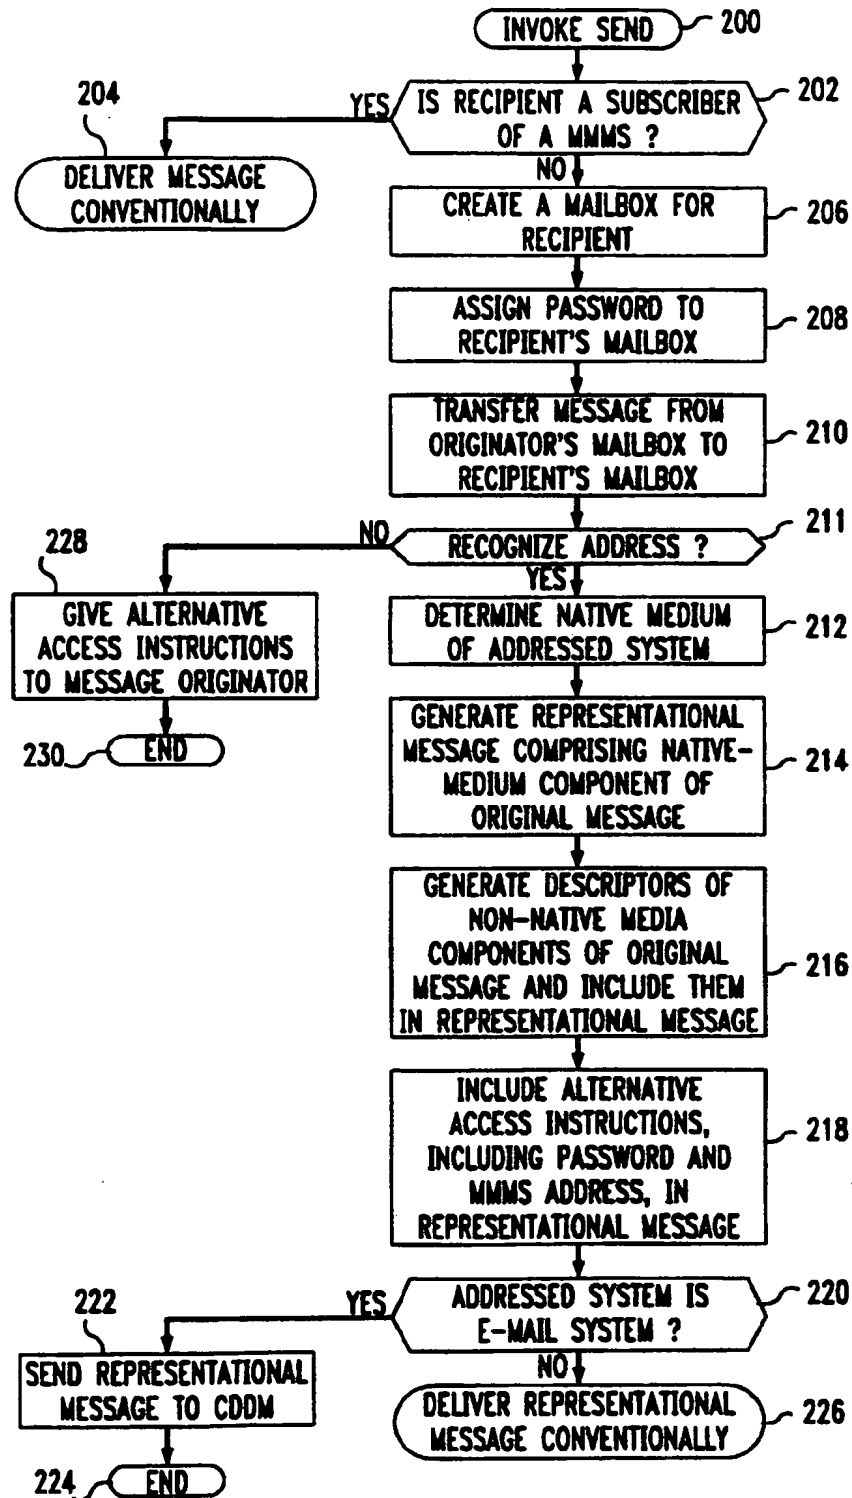 INVOKE SEND
200
IS RECIPIENT A SUBSCRIBER
OF A MMMS ?
202
YES
204
DELIVER MESSAGE
CONVENTIONALLY
NO
CREATE A MAILBOX FOR
RECIPIENT
206
ASSIGN PASSWORD TO
RECIPIENT'S MAILBOX
208
TRANSFER MESSAGE FROM
ORIGINATOR'S MAILBOX TO
RECIPIENT'S MAILBOX
210
RECOGNIZE ADDRESS ?
211
NO
228
GIVE ALTERNATIVE
ACCESS INSTRUCTIONS
TO MESSAGE ORIGINATOR
END
230
YES
DETERMINE NATIVE MEDIUM
OF ADDRESSED SYSTEM
212
GENERATE REPRESENTATIONAL
MESSAGE COMPRISING NATIVE-
MEDIUM COMPONENT OF
ORIGINAL MESSAGE
214
GENERATE DESCRIPTORS OF
NON-NATIVE MEDIA
COMPONENTS OF ORIGINAL
MESSAGE AND INCLUDE THEM
IN REPRESENTATIONAL MESSAGE
216
INCLUDE ALTERNATIVE
ACCESS INSTRUCTIONS,
INCLUDING PASSWORD AND
MMMS ADDRESS, IN
REPRESENTATIONAL MESSAGE
218
ADDRESSED SYSTEM IS
E-MAIL SYSTEM ?
220
YES
222
SEND REPRESENTATIONAL
MESSAGE TO CDDM
END
224
NO
DELIVER REPRESENTATIONAL
MESSAGE CONVENTIONALLY
226